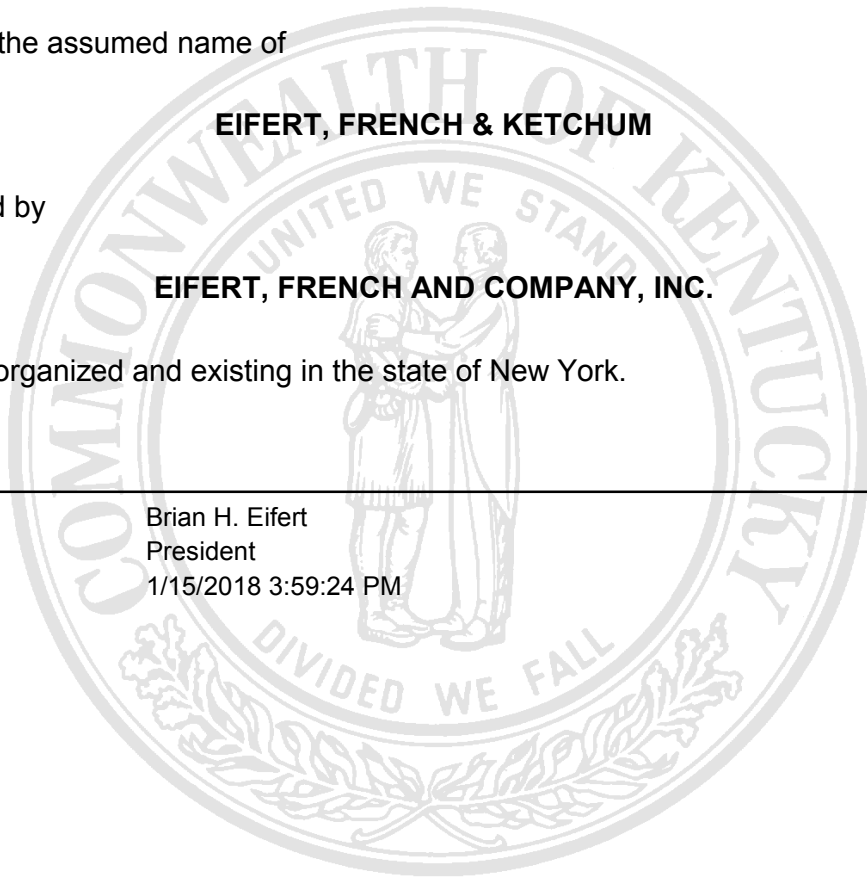 the assumed name of
EIFERT, FRENCH & KETCHUM
d by
EIFERT, FRENCH AND COMPANY, INC.
organized and existing in the state of New York.
Brian H. Eifert
President
1/15/2018 3:59:24 PM
COMMONWEALTH OF KENTUCKY
UNITED WE STAND
DIVIDED WE FALL